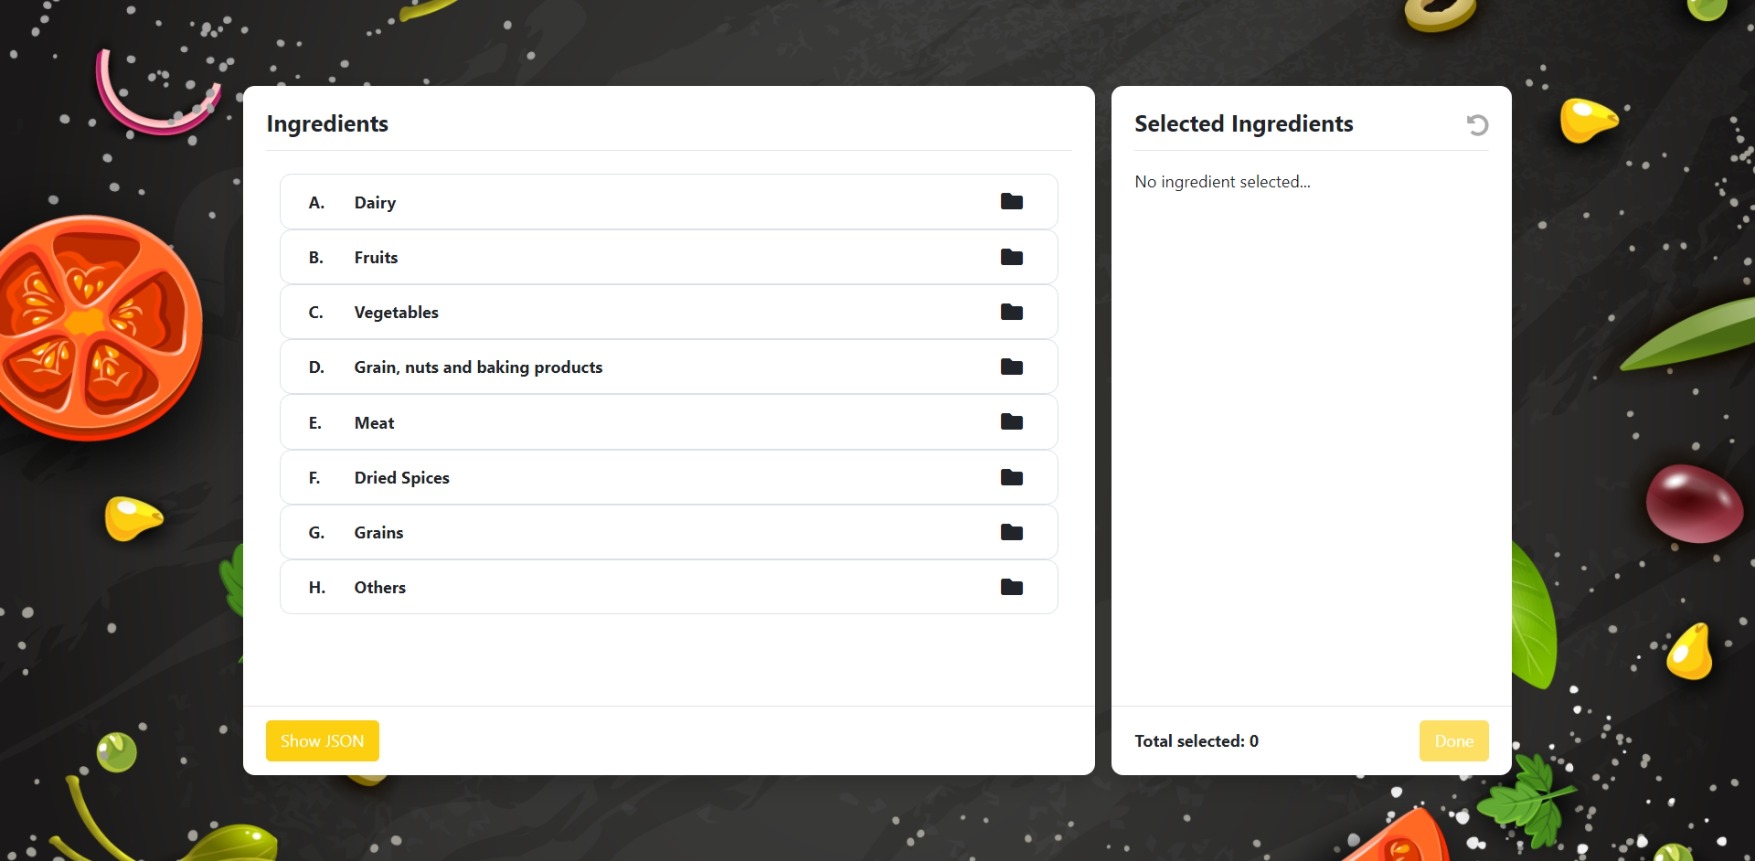 Ingredients
A. Dairy
B. Fruits
C. Vegetables
D. Grain, nuts and baking products
E. Meat
F. Dried Spices
G. Grains
H. Others
Show JSON
Selected Ingredients
No ingredient selected...
Total selected: 0
Done